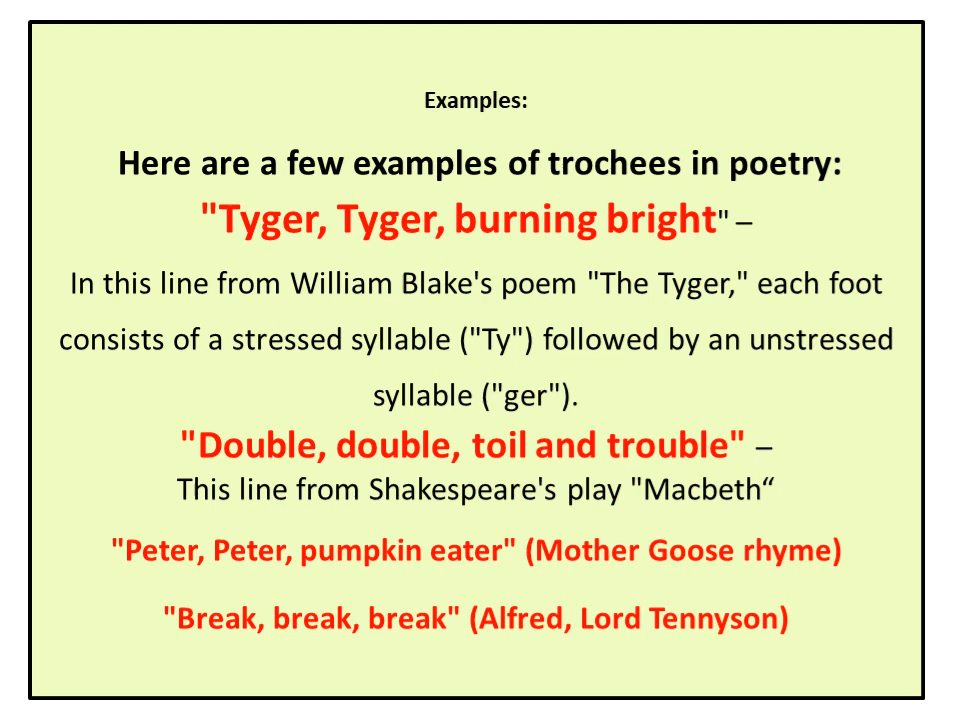 Examples:
Here are a few examples of trochees in poetry:
"Tyger, Tyger, burning bright" –
In this line from William Blake's poem "The Tyger," each foot
consists of a stressed syllable ("Ty") followed by an unstressed
syllable ("ger").
"Double, double, toil and trouble" –
This line from Shakespeare's play "Macbeth“
"Peter, Peter, pumpkin eater" (Mother Goose rhyme)
"Break, break, break" (Alfred, Lord Tennyson)